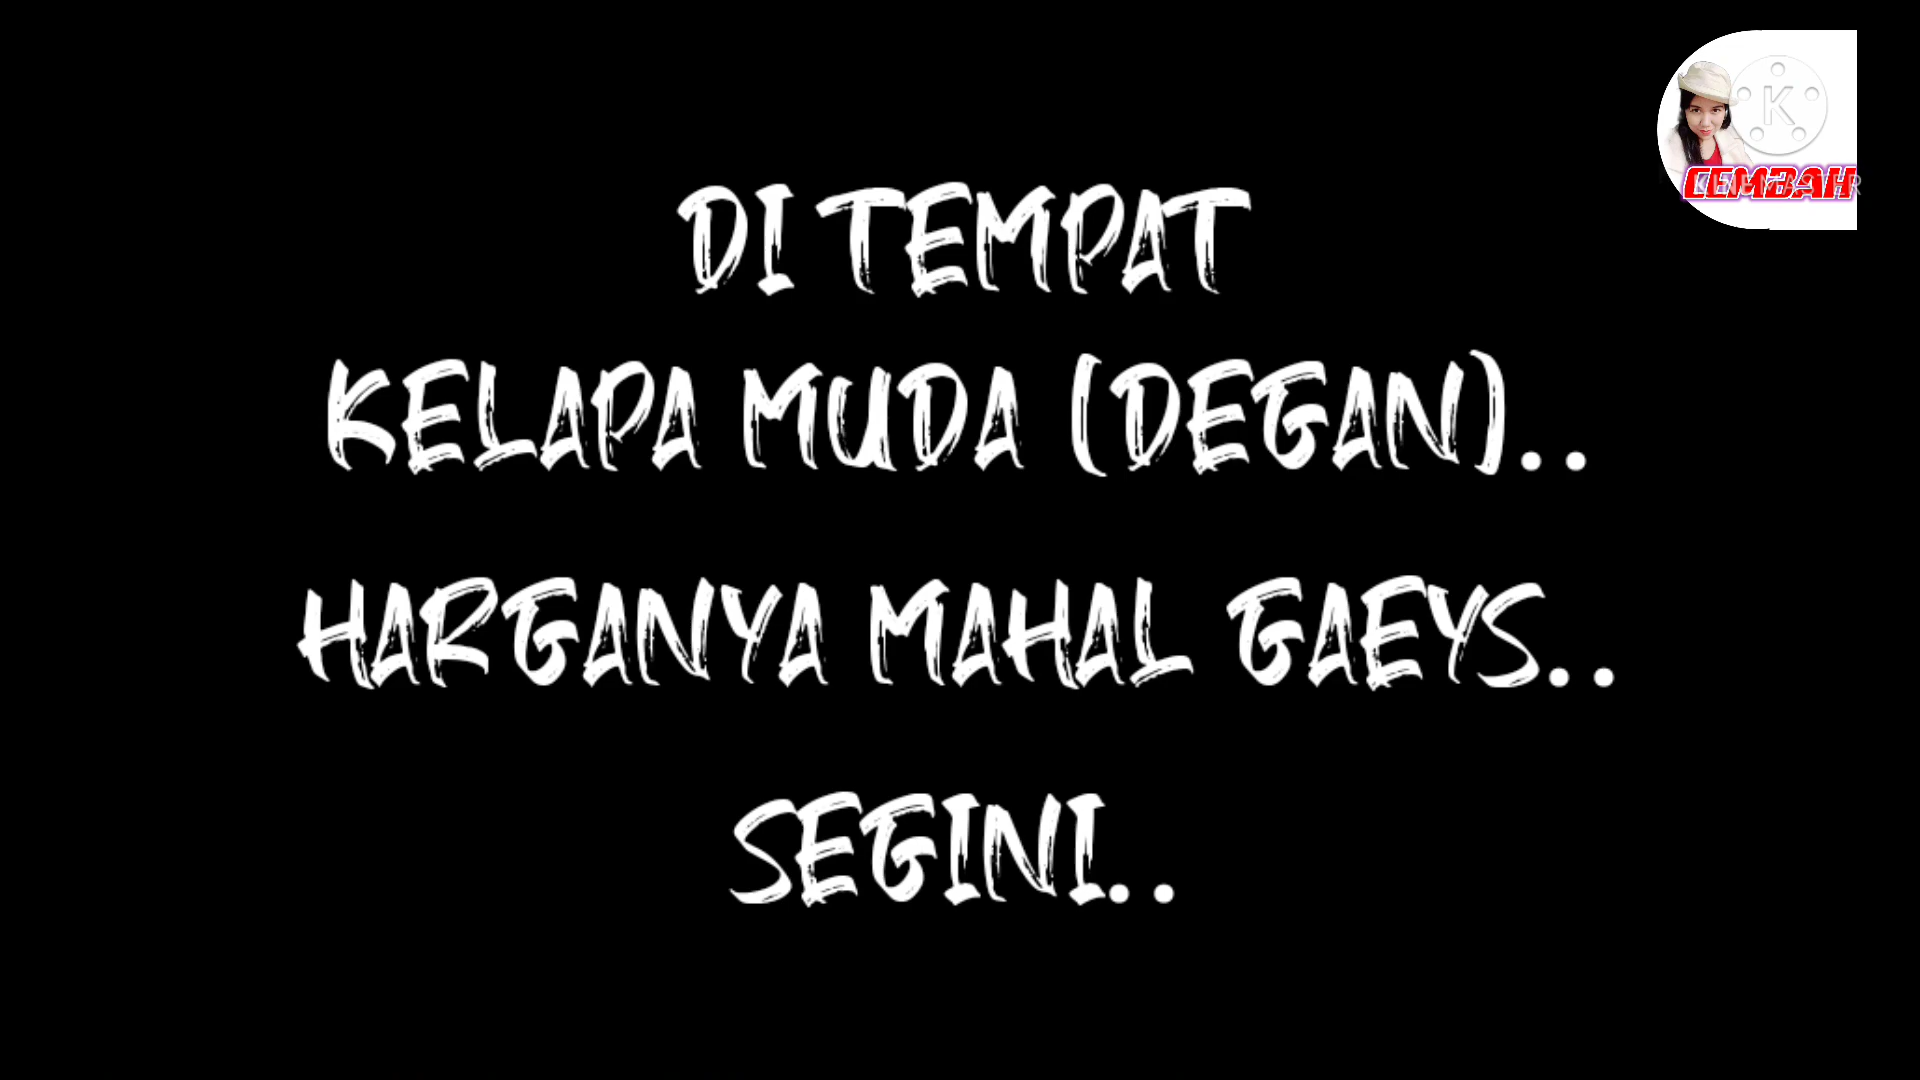 DI TEMPAT
KELAPA MUDA (DEGAN)..
HARGANYA MAHAL GAEYS..
SEGINI..
K
CEMBAH